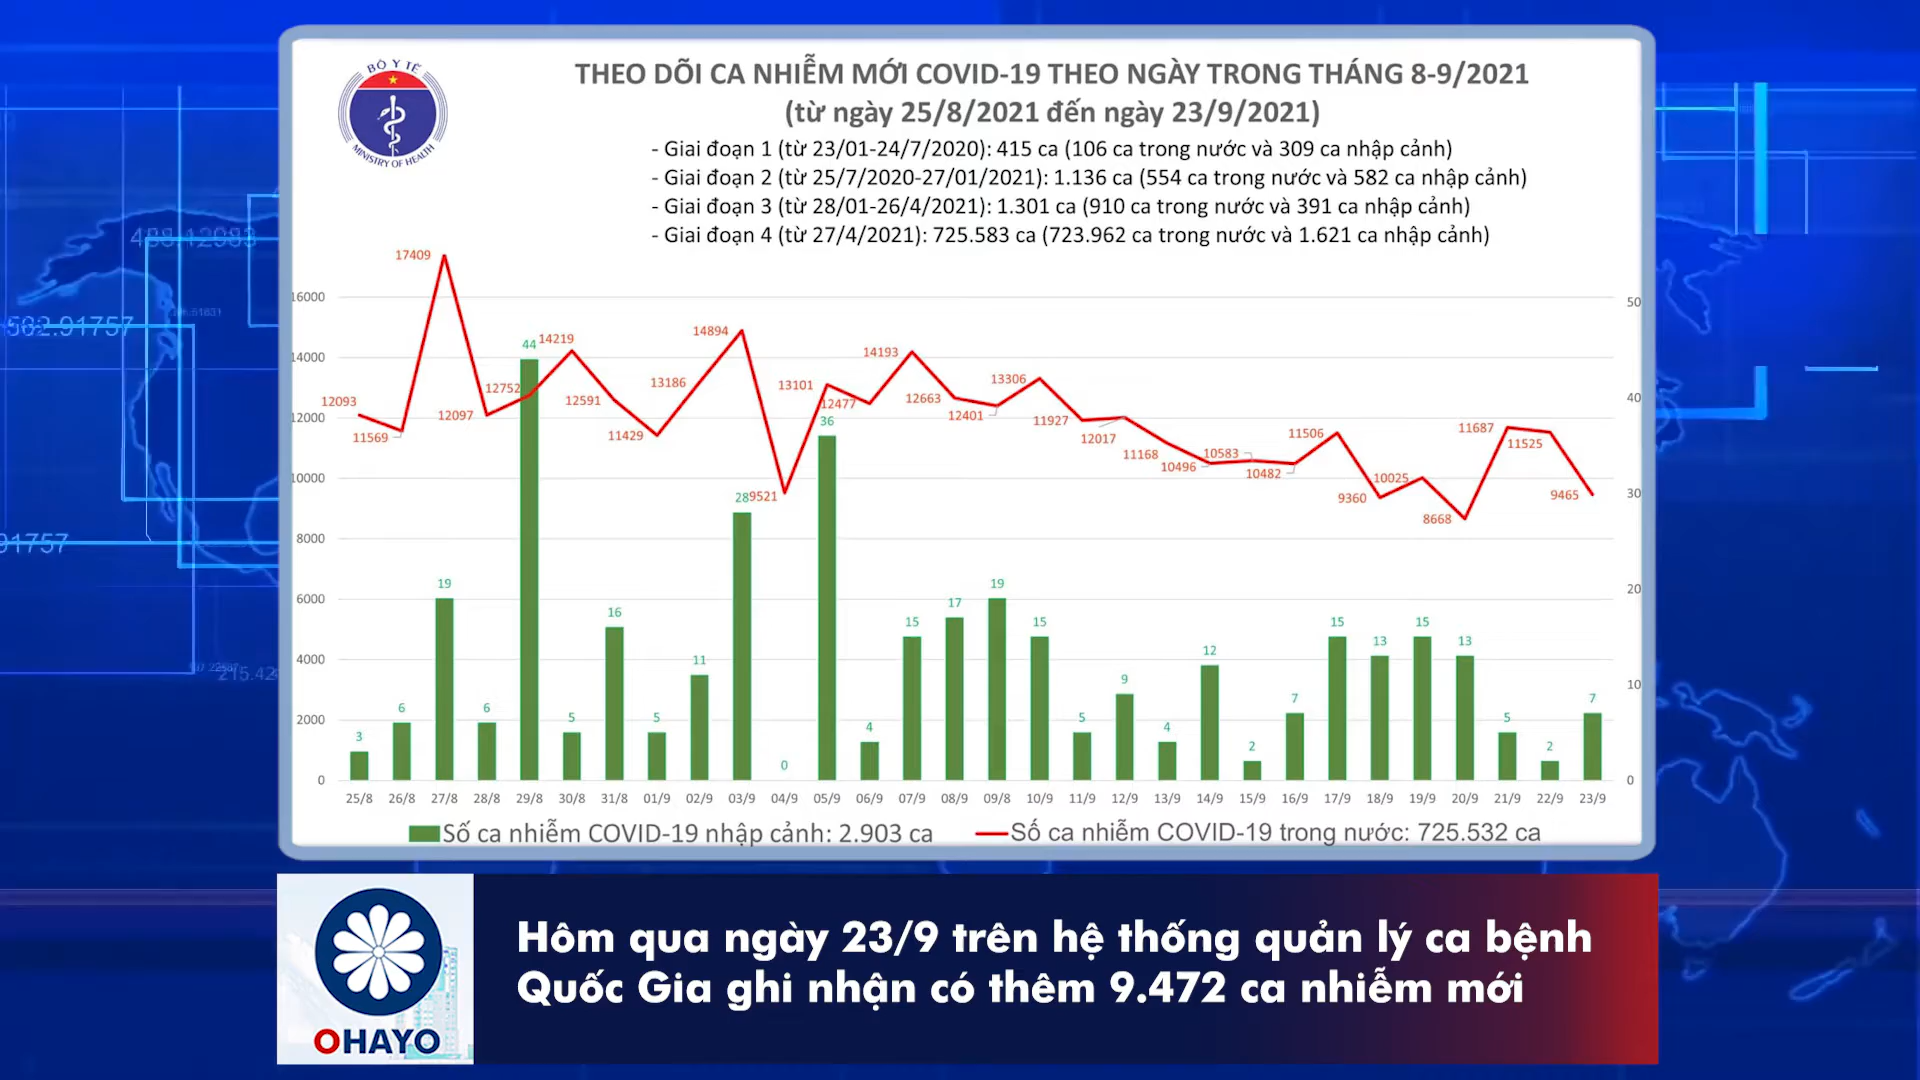 BỘ Y TẾ
MINISTRY OF HEALTH
THEO DÕI CA NHIỄM MỚI COVID-19 THEO NGÀY TRONG THÁNG 8-9/2021
(từ ngày 25/8/2021 đến ngày 23/9/2021)
- Giai đoạn 1 (từ 23/01-24/7/2020): 415 ca (106 ca trong nước và 309 ca nhập cảnh)
- Giai đoạn 2 (từ 25/7/2020-27/01/2021): 1.136 ca (554 ca trong nước và 582 ca nhập cảnh)
- Giai đoạn 3 (từ 28/01-26/4/2021): 1.301 ca (910 ca trong nước và 391 ca nhập cảnh)
- Giai đoạn 4 (từ 27/4/2021): 725.583 ca (723.962 ca trong nước và 1.621 ca nhập cảnh)
16000
14000
12000
10000
8000
6000
4000
2000
0
50
40
30
20
10
0
12093 11569 17409 12097 12752 14219 12591 11429 13186 14894 9521 13101 12477 14193 12663 12401 13306 11927 12017 11168 10496 10583 10482 11506 9360 10025 8668 11687 11525 9465
3 6 19 6 44 5 16 5 11 28 0 36 4 15 17 19 15 5 9 4 12 2 7 15 13 15 13 5 2 7
25/8 26/8 27/8 28/8 29/8 30/8 31/8 01/9 02/9 03/9 04/9 05/9 06/9 07/9 08/9 09/8 10/9 11/9 12/9 13/9 14/9 15/9 16/9 17/9 18/9 19/9 20/9 21/9 22/9 23/9
Số ca nhiễm COVID-19 nhập cảnh: 2.903 ca
Số ca nhiễm COVID-19 trong nước: 725.532 ca
OHAYO
Hôm qua ngày 23/9 trên hệ thống quản lý ca bệnh
Quốc Gia ghi nhận có thêm 9.472 ca nhiễm mới